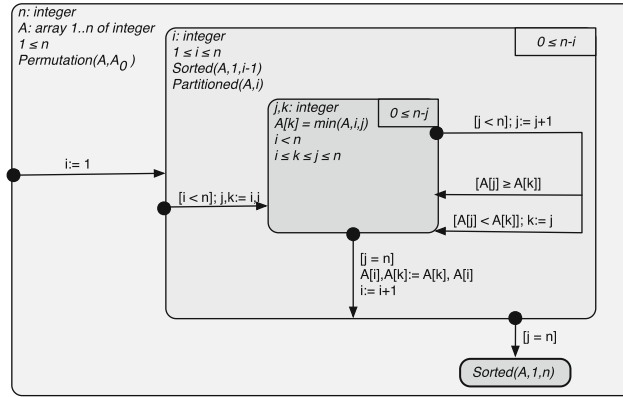 n: integer
A: array 1..n of integer
1 ≤ n
Permutation(A,A0 )
i: integer
1 ≤ i ≤ n
Sorted(A,1,i-1)
Partitioned(A,i)
0 ≤ n-i
j,k: integer
A[k] = min(A,i,j)
i < n
i ≤ k ≤ j ≤ n
0 ≤ n-j
[j < n]; j:= j+1
i:= 1
[A[j] ≥ A[k]]
[i < n]; j,k:= i,i
[A[j] < A[k]]; k:= j
[j = n]
A[i],A[k]:= A[k], A[i]
i:= i+1
[j = n]
Sorted(A,1,n)